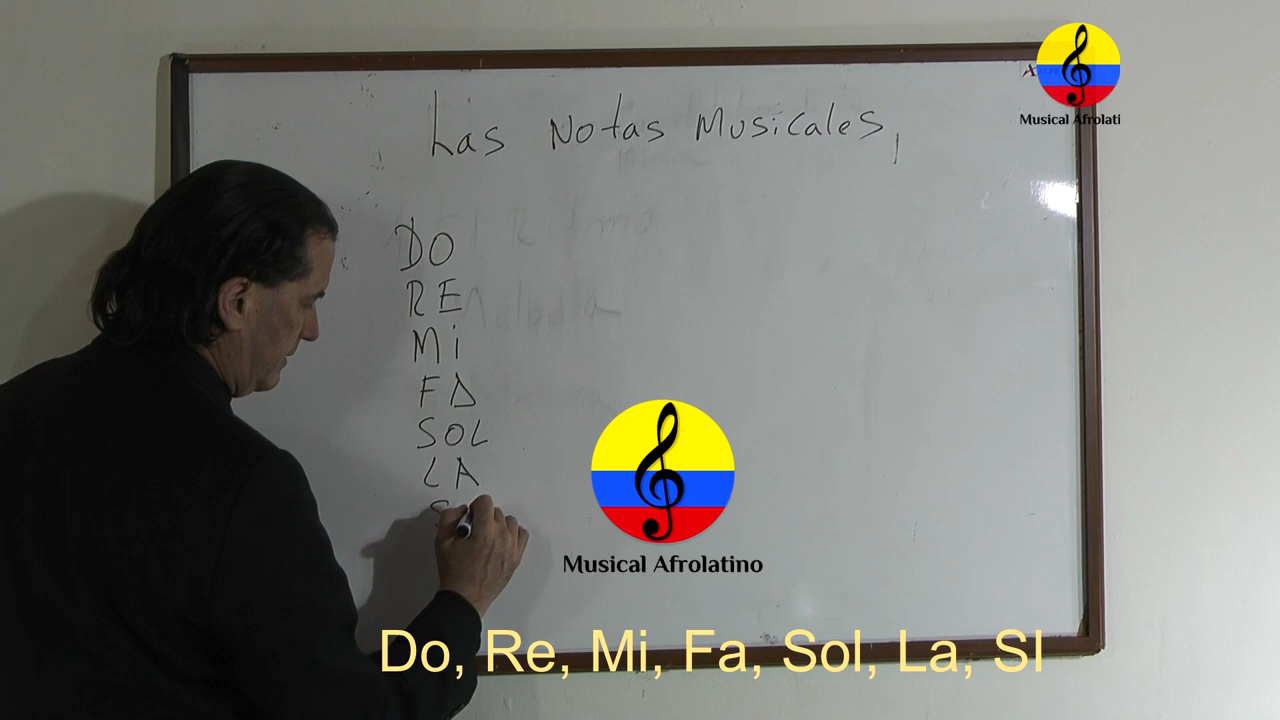 Las Notas Musicales,
Musical Afrolati
DO
RE
Mi
FA
SOL
LA
S
Musical Afrolatino
Do, Re, Mi, Fa, Sol, La, SI